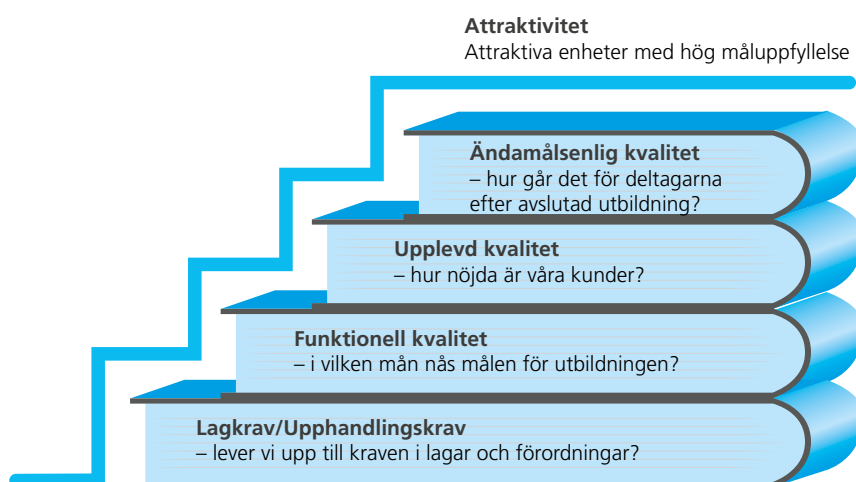 Attraktivitet
Attraktiva enheter med hög måluppfyllelse
Ändamålsenlig kvalitet
– hur går det för deltagarna
efter avslutad utbildning?
Upplevd kvalitet
– hur nöjda är våra kunder?
Funktionell kvalitet
– i vilken mån nås målen för utbildningen?
Lagkrav/Upphandlingskrav
– lever vi upp till kraven i lagar och förordningar?